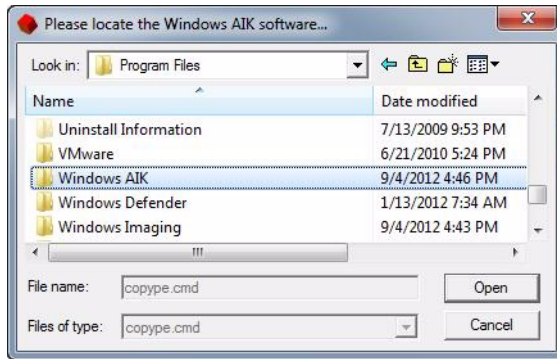 Please locate the Windows AIK software...
Look in: Program Files
Name Date modified
Uninstall Information 7/13/2009 9:53 PM
VMware 6/21/2010 5:24 PM
Windows AIK 9/4/2012 4:46 PM
Windows Defender 1/13/2012 7:34 AM
Windows Imaging 9/4/2012 4:43 PM
File name: copype.cmd Open
Files of type: copype.cmd Cancel